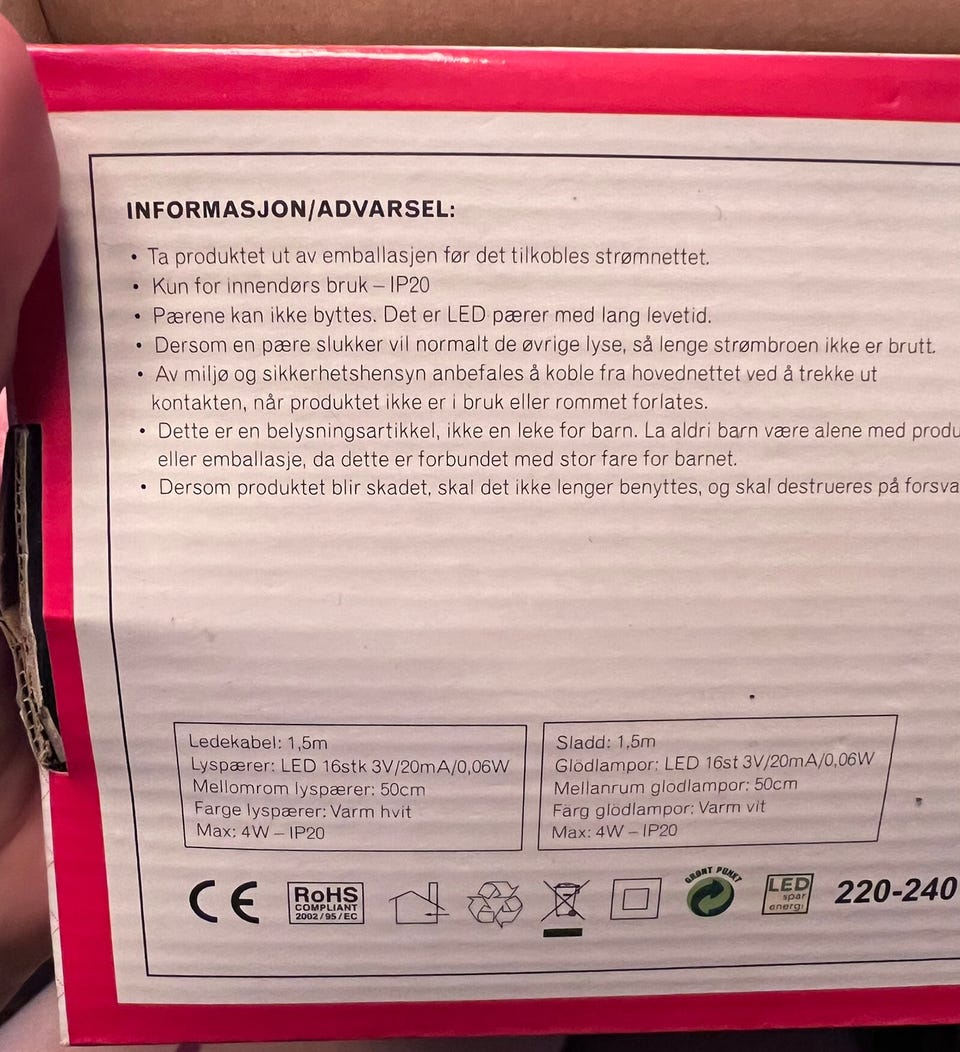 INFORMASJON/ADVARSEL:
• Ta produktet ut av emballasjen før det tilkobles strømnettet.
• Kun for innendørs bruk – IP20
• Pærene kan ikke byttes. Det er LED pærer med lang levetid.
• Dersom en pære slukker vil normalt de øvrige lyse, så lenge strømbroen ikke er brutt.
• Av miljø og sikkerhetshensyn anbefales å koble fra hovednettet ved å trekke ut
kontakten, når produktet ikke er i bruk eller rommet forlates.
• Dette er en belysningsartikkel, ikke en leke for barn. La aldri barn være alene med produ
eller emballasje, da dette er forbundet med stor fare for barnet.
• Dersom produktet blir skadet, skal det ikke lenger benyttes, og skal destrueres på forsva
Ledekabel: 1,5m
Lyspærer: LED 16stk 3V/20mA/0,06W
Mellomrom lyspærer: 50cm
Farge lyspærer: Varm hvit
Max: 4W – IP20
Sladd: 1,5m
Glödlampor: LED 16st 3V/20mA/0,06W
Mellanrum glödlampor: 50cm
Färg glödlampor: Varm vit
Max: 4W – IP20
CE
RoHS
COMPLIANT
2002/95/EC
GRØNT PUNKT
LED
spar
energi
220-240